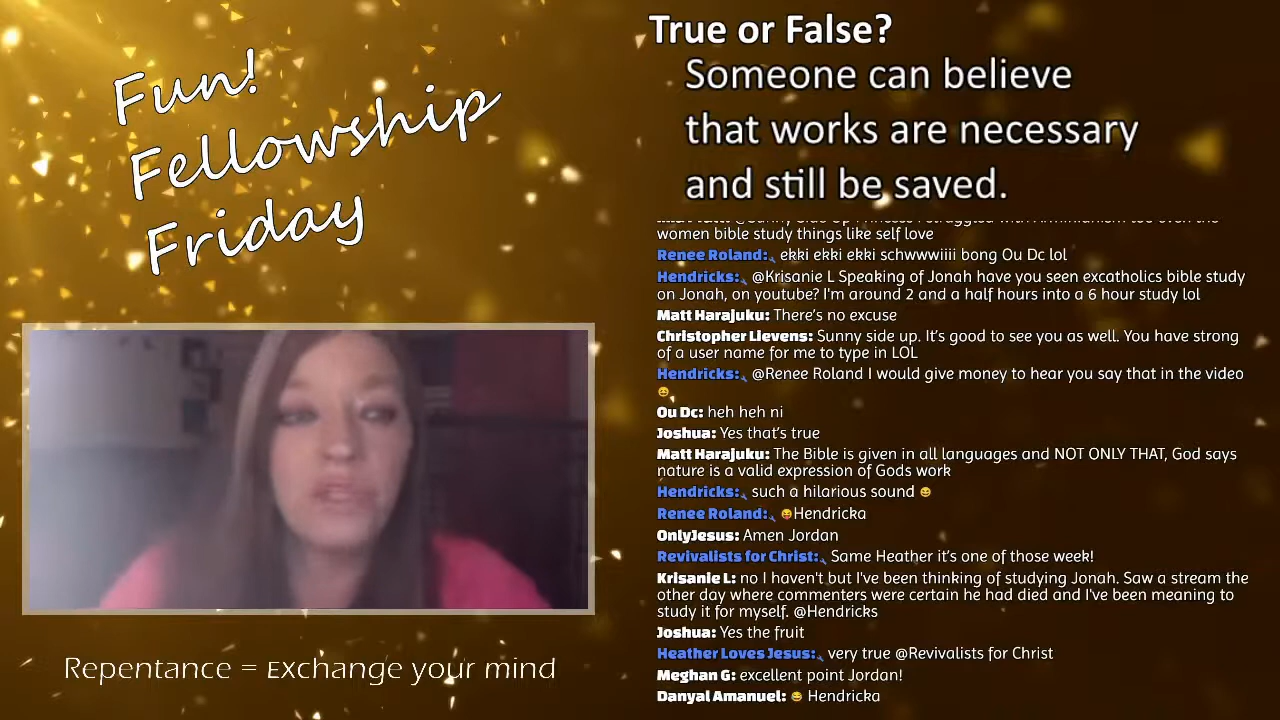 Fun!
Fellowship
Friday
Repentance = Exchange your mind
True or False?
Someone can believe
that works are necessary
and still be saved.
women bible study things like self love
Renee Roland: ekki ekki ekki schwwwiiii bong Ou Dc lol
Hendricks: @Krisanie L Speaking of Jonah have you seen excatholics bible study
on Jonah, on youtube? I'm around 2 and a half hours into a 6 hour study lol
Matt Harajuku: There's no excuse
Christopher Lievens: Sunny side up. It's good to see you as well. You have strong
of a user name for me to type in LOL
Hendricks: @Renee Roland I would give money to hear you say that in the video
😄
Ou Dc: heh heh ni
Joshua: Yes that's true
Matt Harajuku: The Bible is given in all languages and NOT ONLY THAT, God says
nature is a valid expression of Gods work
Hendricks: such a hilarious sound 😄
Renee Roland: 😝Hendricka
OnlyJesus: Amen Jordan
Revivalists for Christ: Same Heather it's one of those week!
Krisanie L: no I haven't but I've been thinking of studying Jonah. Saw a stream the
other day where commenters were certain he had died and I've been meaning to
study it for myself. @Hendricks
Joshua: Yes the fruit
Heather Loves Jesus: very true @Revivalists for Christ
Meghan G: excellent point Jordan!
Danyal Amanuel: 😂 Hendricka